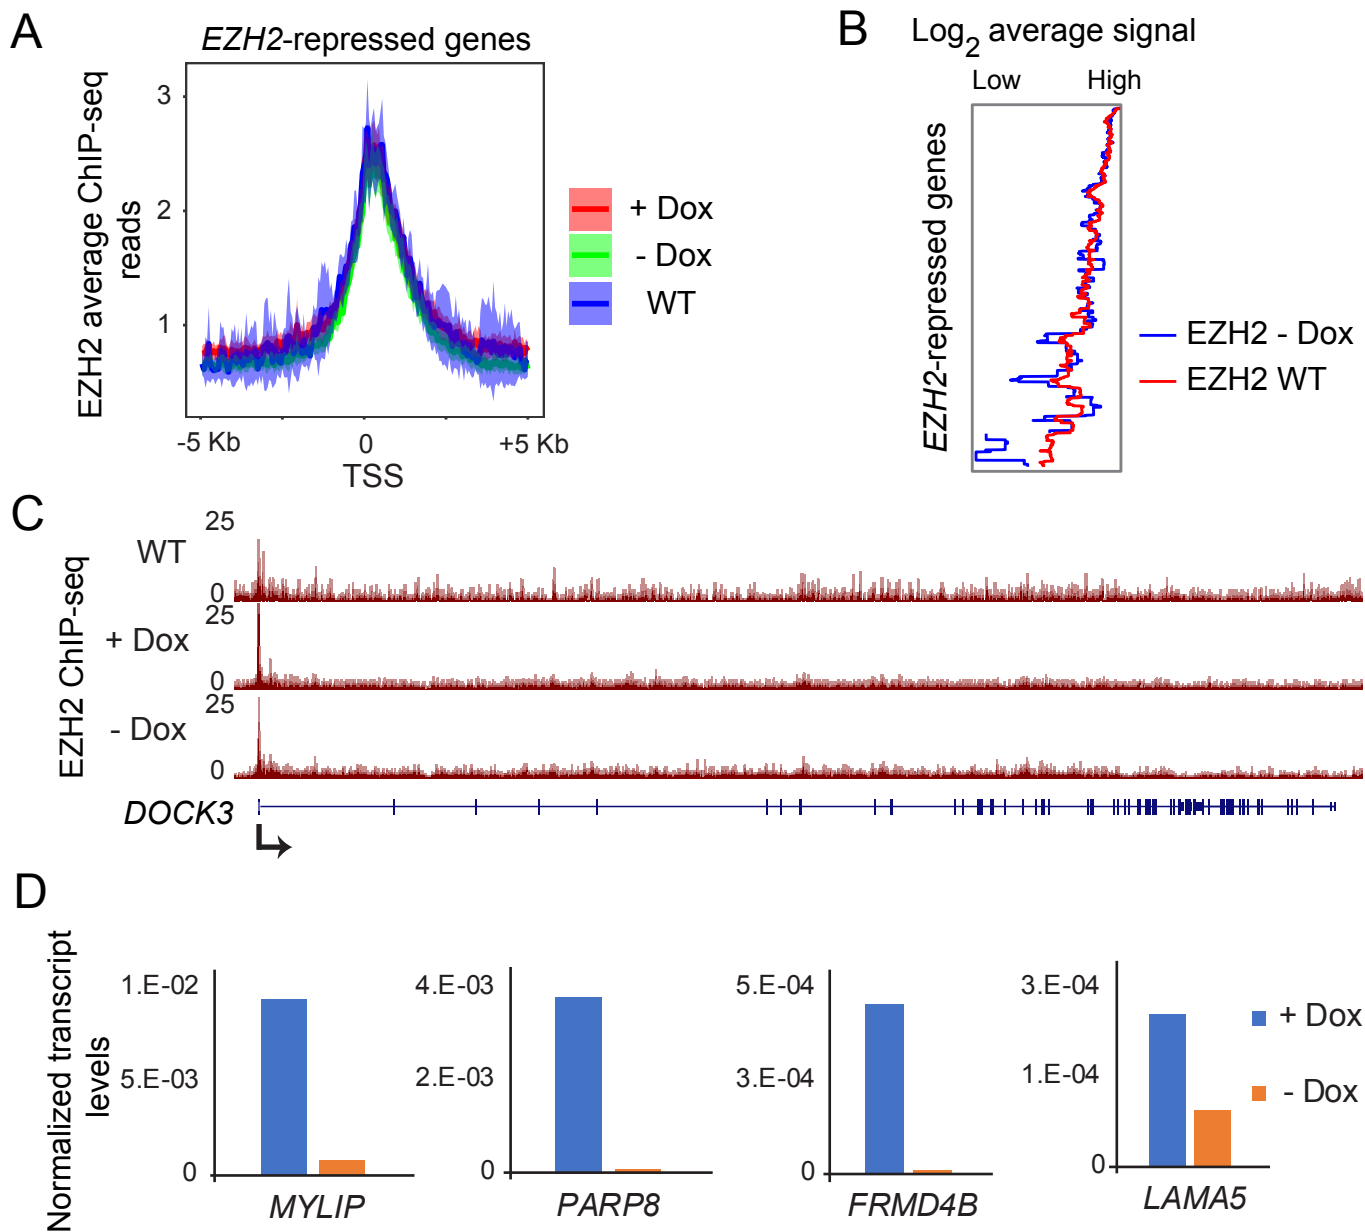 A
EZH2-repressed genes
EZH2 average ChIP-seq
reads
3
2
1
-5 Kb
0
+5 Kb
TSS
+ Dox
- Dox
WT
B
Log2 average signal
Low
High
EZH2-repressed genes
EZH2 - Dox
EZH2 WT
C
EZH2 ChIP-seq
25
WT
0
25
+ Dox
0
25
- Dox
0
DOCK3
D
Normalized transcript
levels
1.E-02
5.E-03
0
MYLIP
4.E-03
2.E-03
0
PARP8
5.E-04
3.E-04
0
FRMD4B
3.E-04
1.E-04
0
LAMA5
+ Dox
- Dox